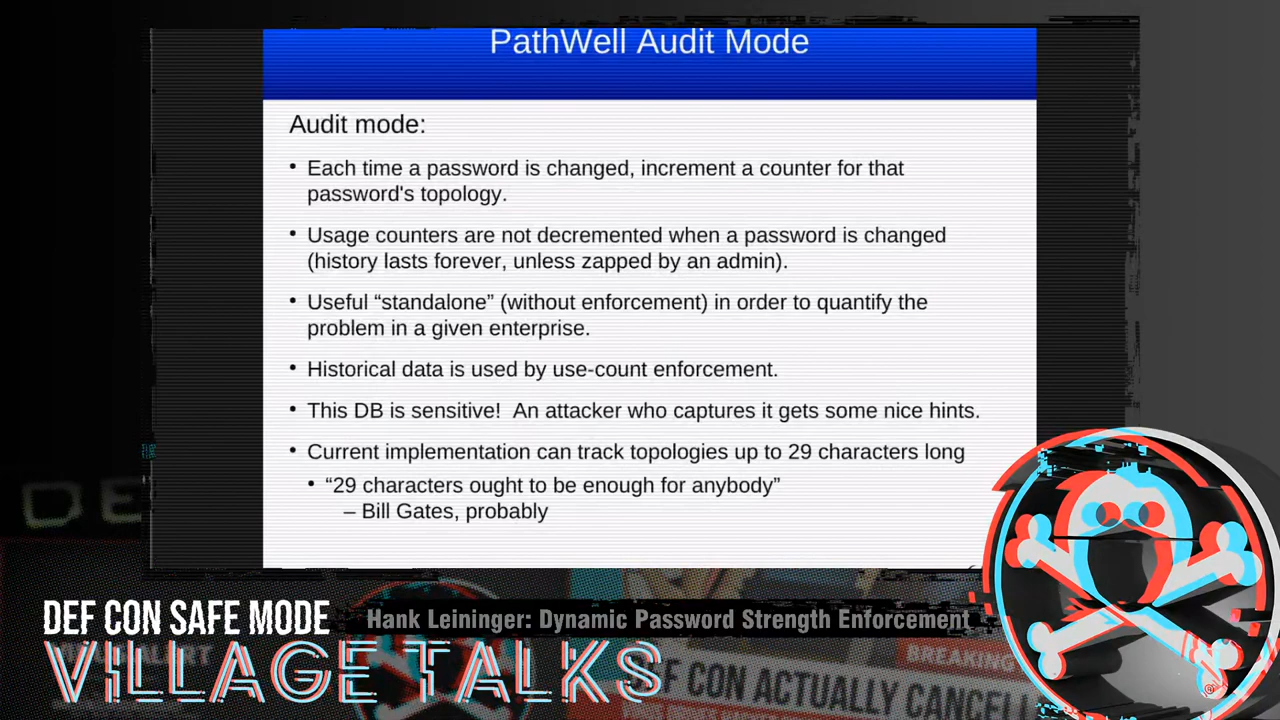 PathWell Audit Mode
Audit mode:
• Each time a password is changed, increment a counter for that
password's topology.
• Usage counters are not decremented when a password is changed
(history lasts forever, unless zapped by an admin).
• Useful “standalone” (without enforcement) in order to quantify the
problem in a given enterprise.
• Historical data is used by use-count enforcement.
• This DB is sensitive!  An attacker who captures it gets some nice hints.
• Current implementation can track topologies up to 29 characters long
• “29 characters ought to be enough for anybody”
– Bill Gates, probably
DE
DEF CON SAFE MODE
Hank Leininger: Dynamic Password Strength Enforcement
VILLAGE TALKS
BREAKING
DEF CON ACTUALLY CANCELL